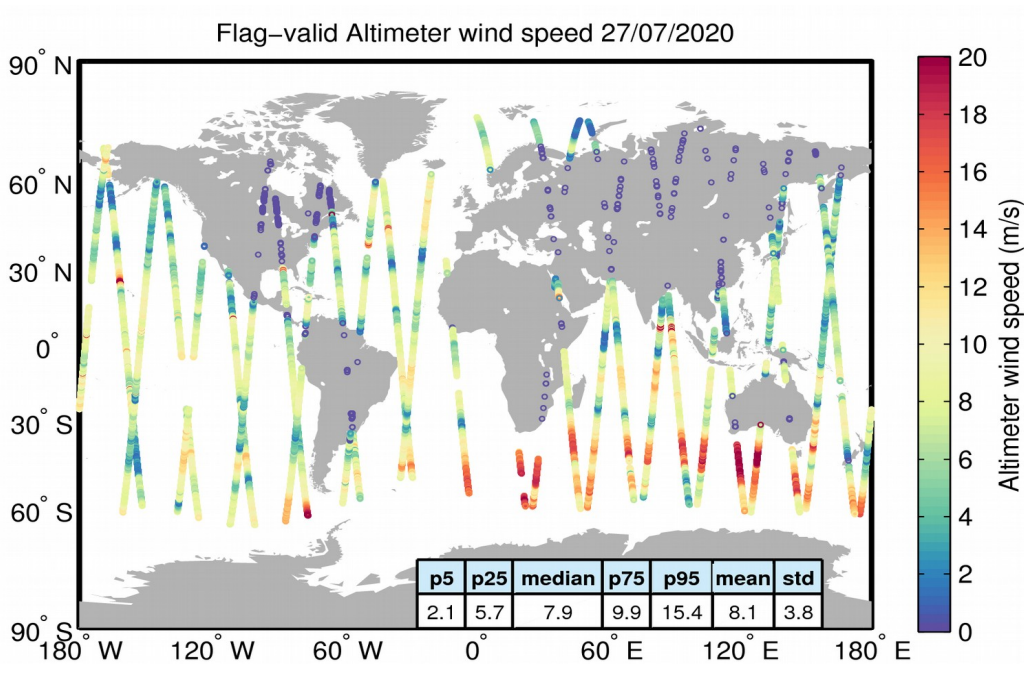 Flag−valid Altimeter wind speed 27/07/2020
90° N
60° N
30° N
0°
30° S
60° S
90° S
180° W 120° W 60° W 0° 60° E 120° E 180° E
p5 p25 median p75 p95 mean std
2.1 5.7 7.9 9.9 15.4 8.1 3.8
20
18
16
14
12
10
8
6
4
2
0
Altimeter wind speed (m/s)